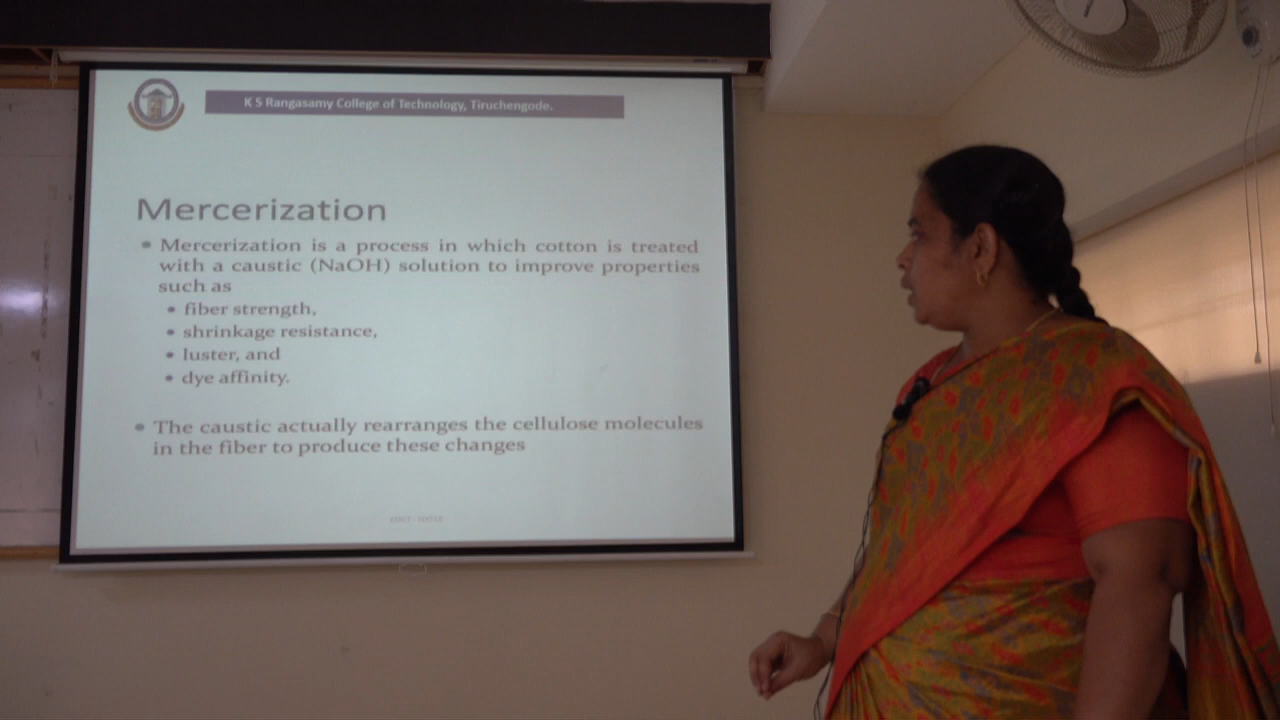 K S Rangasamy College of Technology, Tiruchengode.
Mercerization
• Mercerization is a process in which cotton is treated
with a caustic (NaOH) solution to improve properties
such as
• fiber strength,
• shrinkage resistance,
• luster, and
• dye affinity.
• The caustic actually rearranges the cellulose molecules
in the fiber to produce these changes